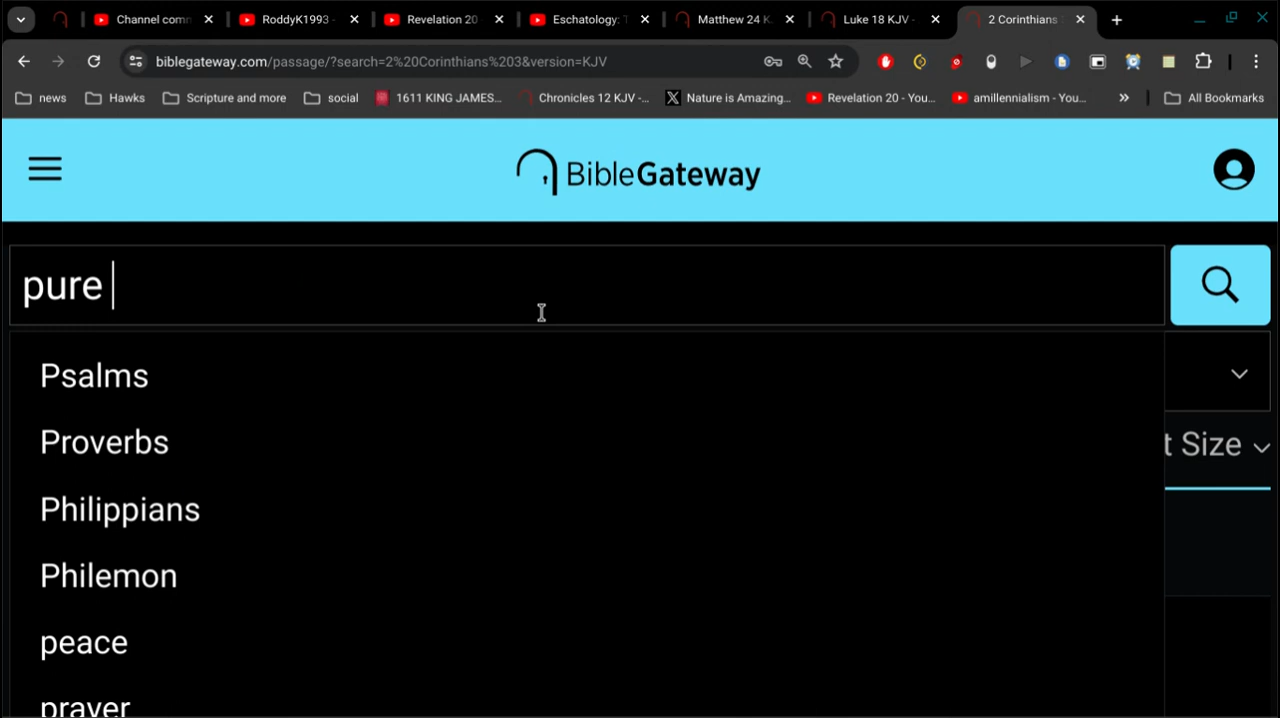 Channel comn
RoddyK1993 -
Revelation 20
Eschatology: T
Matthew 24 K
Luke 18 KJV -
2 Corinthians
biblegateway.com/passage/?search=2%20Corinthians%203&version=KJV
news
Hawks
Scripture and more
social
1611 KING JAMES...
Chronicles 12 KJV -...
Nature is Amazing...
Revelation 20 - You...
amillennialism - You...
»
All Bookmarks
BibleGateway
pure
Psalms
Proverbs
t Size
Philippians
Philemon
peace
prayer